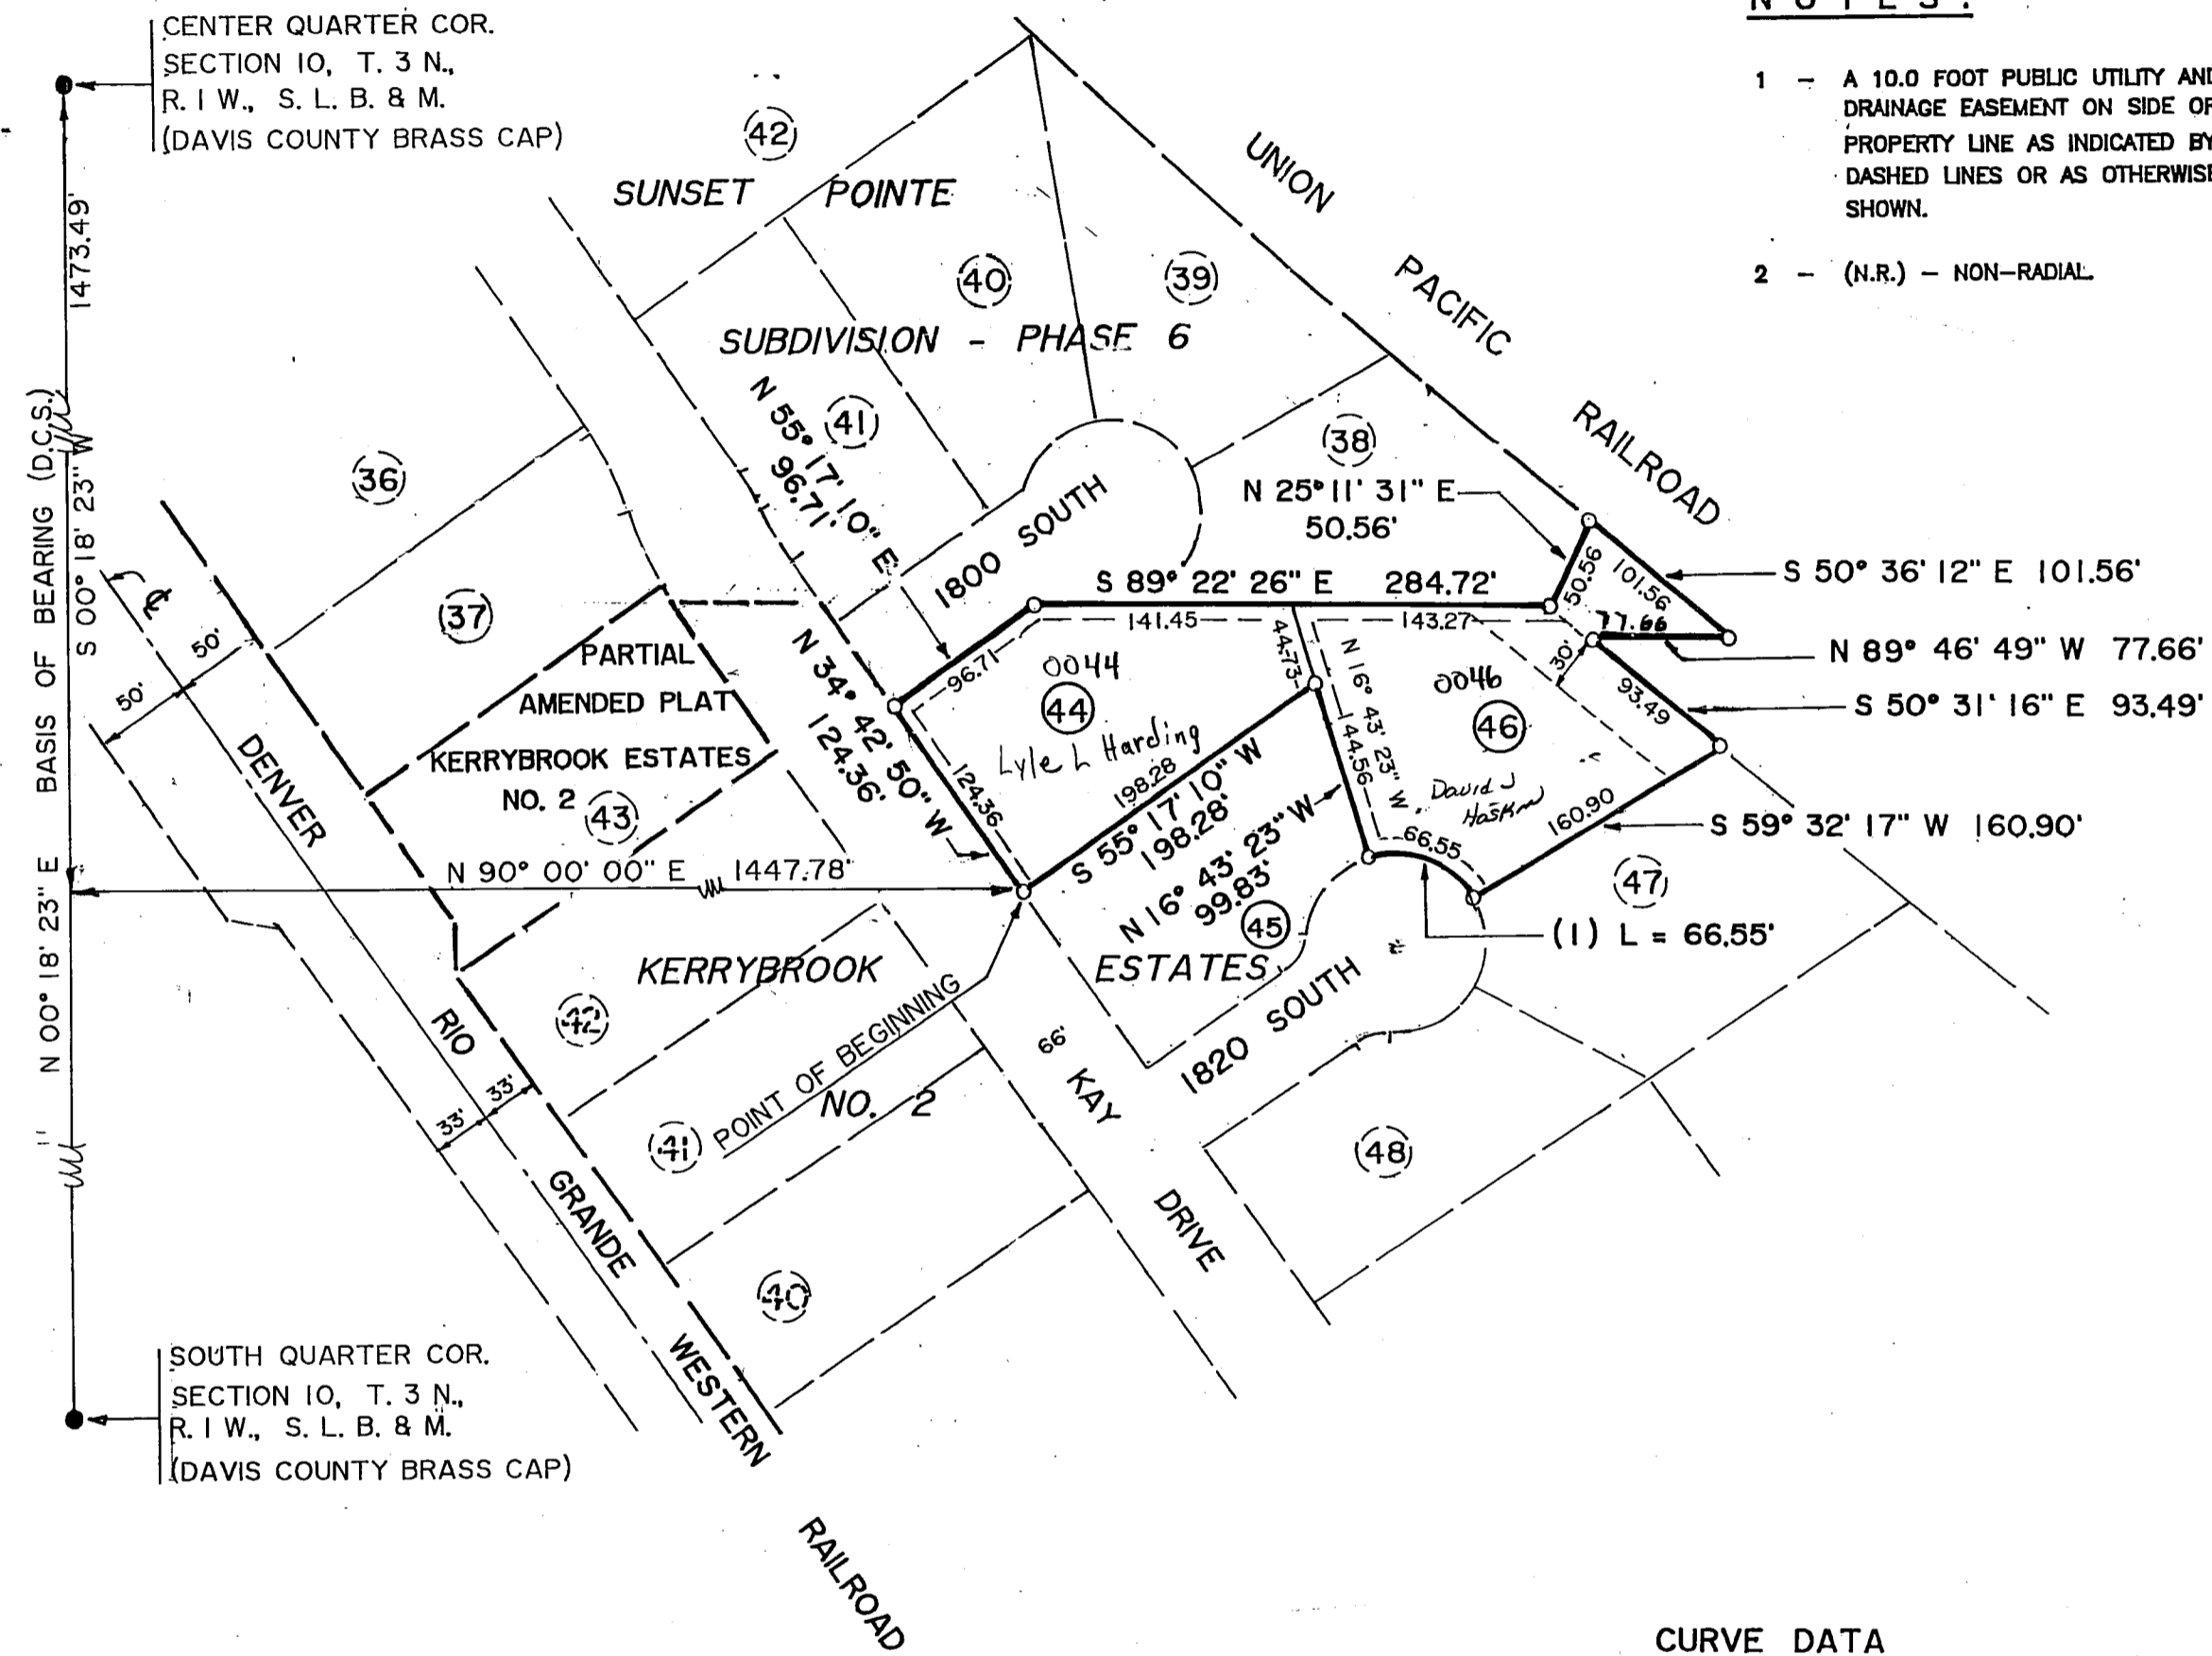 NOTES:
1 - A 10.0 FOOT PUBLIC UTILITY AND
DRAINAGE EASEMENT ON SIDE OF
PROPERTY LINE AS INDICATED BY
DASHED LINES OR AS OTHERWISE
SHOWN.
2 - (N.R.) - NON-RADIAL.
CENTER QUARTER COR.
SECTION 10, T. 3 N.,
R. 1 W., S. L. B. & M.
(DAVIS COUNTY BRASS CAP)
1473.49'
BASIS OF BEARING (D.C.S.)
S 00° 18' 23" W
N 00° 18' 23" E
SOUTH QUARTER COR.
SECTION 10, T. 3 N.,
R. 1 W., S. L. B. & M.
(DAVIS COUNTY BRASS CAP)
42
SUNSET POINTE
40
39
SUBDIVISION - PHASE 6
41
38
UNION
PACIFIC
RAILROAD
N 55° 17' 10" E
96.71'
1800 SOUTH
N 25° 11' 31" E
50.56'
S 89° 22' 26" E 284.72'
50.56
101.56
S 50° 36' 12" E 101.56'
77.66
N 89° 46' 49" W 77.66'
S 50° 31' 16" E 93.49'
30'
93.49
141.45
143.27
96.71
44.73
N 16° 43' 23" W
144.56
0044
44
Lyle L Harding
0046
46
David J
Haskin
124.36
198.28
160.90
S 59° 32' 17" W 160.90'
66.55
(1) L = 66.55'
47
N 34° 42' 50" W
124.36'
S 55° 17' 10" W
198.28'
N 16° 43' 23" W
99.83'
45
36
37
PARTIAL
AMENDED PLAT
KERRYBROOK ESTATES
NO. 2
43
50'
50'
N 90° 00' 00" E 1447.78'
KERRYBROOK ESTATES
NO. 2
42
41
POINT OF BEGINNING
40
1820 SOUTH
66'
KAY
DRIVE
48
33'
33'
DENVER
RIO
GRANDE
WESTERN
RAILROAD
CURVE DATA